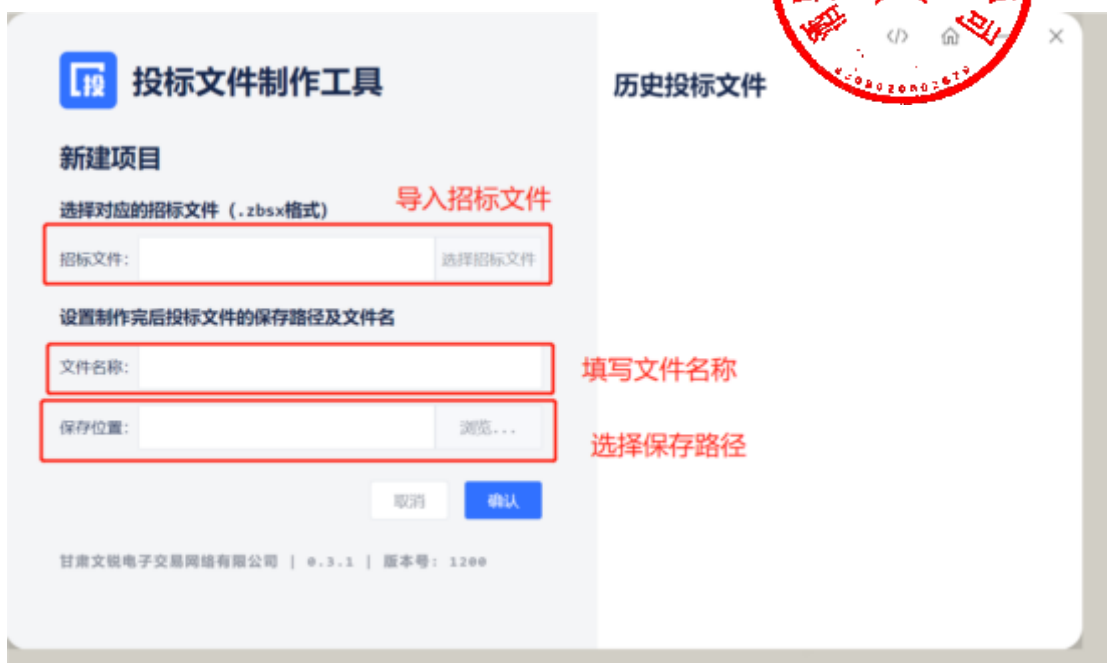 投
投标文件制作工具
历史投标文件
新建项目
导入招标文件
选择对应的招标文件（.zbsx格式）
招标文件：
选择招标文件
设置制作完后投标文件的保存路径及文件名
文件名称：
填写文件名称
保存位置：
浏览...
选择保存路径
取消
确认
甘肃文锐电子交易网络有限公司 | 0.3.1 | 版本号: 1200